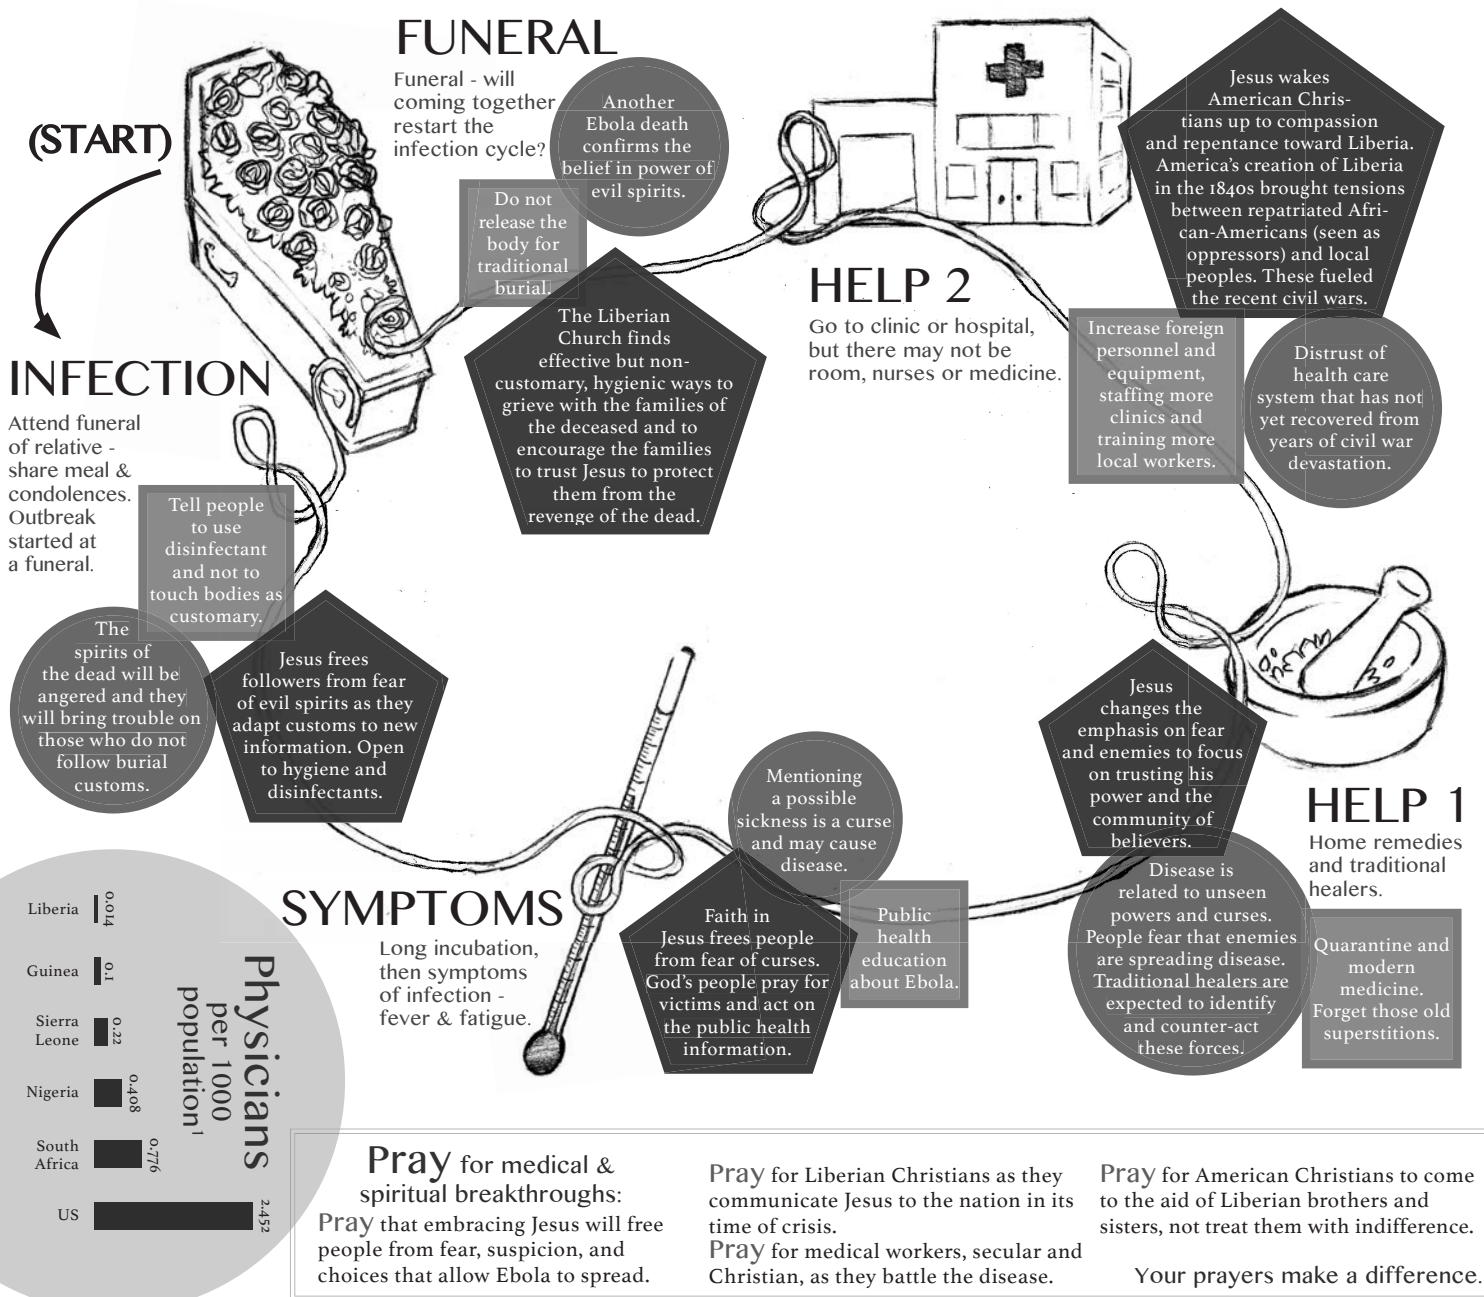 (START)
INFECTION
Attend funeral
of relative -
share meal &
condolences.
Outbreak
started at
a funeral.
Tell people
to use
disinfectant
and not to
touch bodies as
customary.
The
spirits of
the dead will be
angered and they
will bring trouble on
those who do not
follow burial
customs.
Jesus frees
followers from fear
of evil spirits as they
adapt customs to new
information. Open
to hygiene and
disinfectants.
SYMPTOMS
Long incubation,
then symptoms
of infection -
fever & fatigue.
Mentioning
a possible
sickness is a curse
and may cause
disease.
Faith in
Jesus frees people
from fear of curses.
God's people pray for
victims and act on
the public health
information.
Public
health
education
about Ebola.
HELP 1
Home remedies
and traditional
healers.
Jesus
changes the
emphasis on fear
and enemies to focus
on trusting his
power and the
community of
believers.
Disease is
related to unseen
powers and curses.
People fear that enemies
are spreading disease.
Traditional healers are
expected to identify
and counter-act
these forces.
Quarantine and
modern
medicine.
Forget those old
superstitions.
HELP 2
Go to clinic or hospital,
but there may not be
room, nurses or medicine.
Jesus wakes
American Chris-
tians up to compassion
and repentance toward Liberia.
America's creation of Liberia
in the 1840s brought tensions
between repatriated Afri-
can-Americans (seen as
oppressors) and local
peoples. These fueled
the recent civil wars.
Increase foreign
personnel and
equipment,
staffing more
clinics and
training more
local workers.
Distrust of
health care
system that has not
yet recovered from
years of civil war
devastation.
FUNERAL
Funeral - will
coming together
restart the
infection cycle?
Another
Ebola death
confirms the
belief in power of
evil spirits.
Do not
release the
body for
traditional
burial.
The Liberian
Church finds
effective but non-
customary, hygienic ways to
grieve with the families of
the deceased and to
encourage the families
to trust Jesus to protect
them from the
revenge of the dead.
Physicians
per 1000
population¹
Liberia 0.014
Guinea 0.1
Sierra
Leone 0.22
Nigeria 0.408
South
Africa 0.776
US 2.452
Pray for medical &
spiritual breakthroughs:
Pray that embracing Jesus will free
people from fear, suspicion, and
choices that allow Ebola to spread.
Pray for Liberian Christians as they
communicate Jesus to the nation in its
time of crisis.
Pray for medical workers, secular and
Christian, as they battle the disease.
Pray for American Christians to come
to the aid of Liberian brothers and
sisters, not treat them with indifference.
Your prayers make a difference.